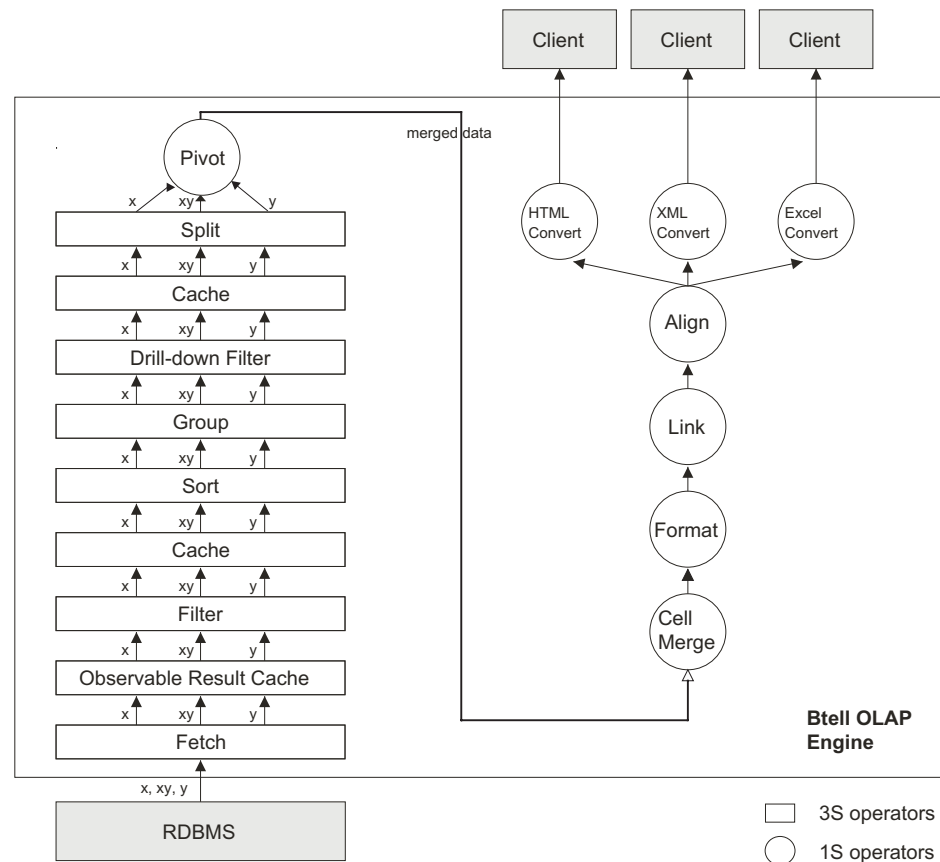 Client Client Client
merged data
Pivot
x xy y
Split
HTML Convert
XML Convert
Excel Convert
x xy y
Cache
x xy y
Align
Drill-down Filter
x xy y
Group
Link
x xy y
Sort
x xy y
Format
Cache
x xy y
Filter
Cell Merge
x xy y
Observable Result Cache
x xy y
Btell OLAP
Engine
Fetch
x, xy, y
RDBMS
3S operators
1S operators